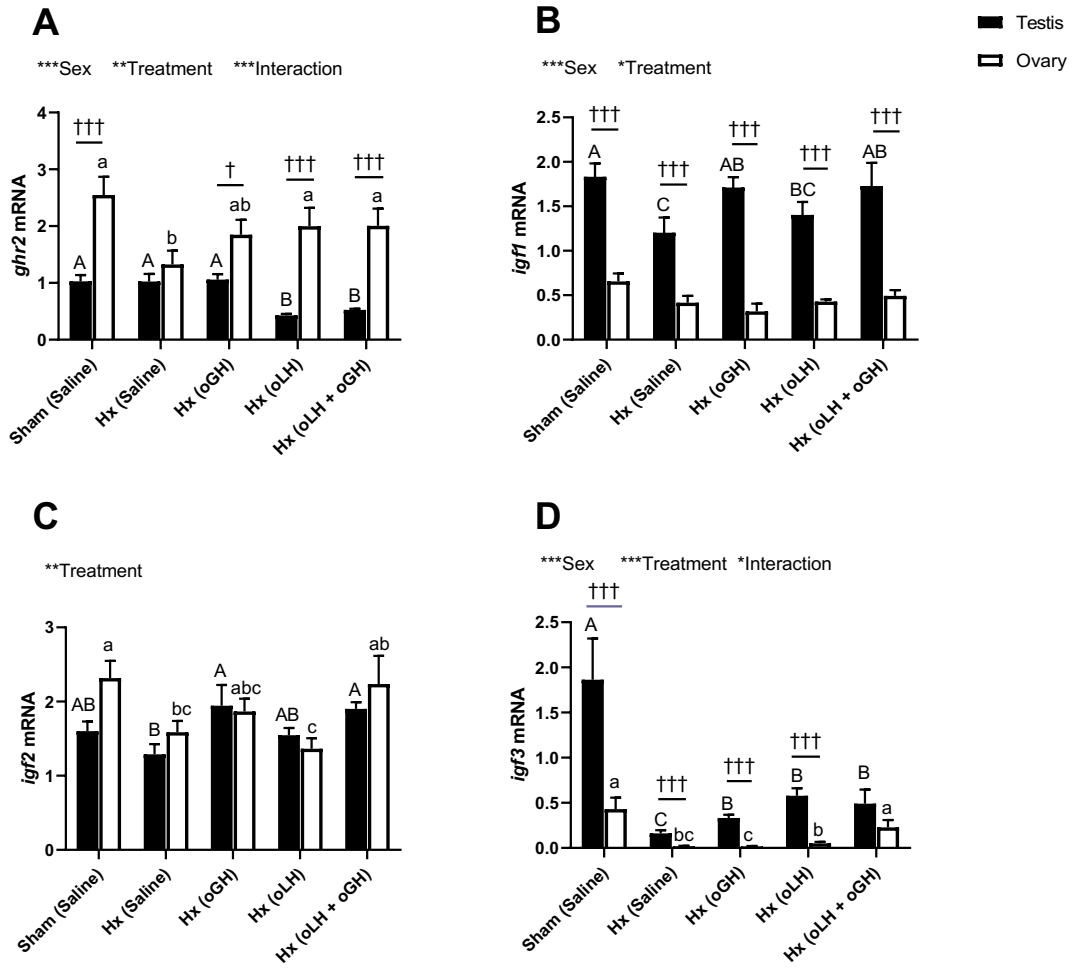 A
***Sex **Treatment ***Interaction
ghr2 mRNA
4
3
2
1
0
††† † ††† †††
A a A b A ab B a B a
Sham (Saline)
Hx (Saline)
Hx (oGH)
Hx (oLH)
Hx (oLH + oGH)
B
***Sex *Treatment
igf1 mRNA
2.5
2.0
1.5
1.0
0.5
0.0
††† ††† ††† ††† †††
A C AB BC AB
Sham (Saline)
Hx (Saline)
Hx (oGH)
Hx (oLH)
Hx (oLH + oGH)
Testis
Ovary
C
**Treatment
igf2 mRNA
3
2
1
0
AB a B bc A abc AB c A ab
Sham (Saline)
Hx (Saline)
Hx (oGH)
Hx (oLH)
Hx (oLH + oGH)
D
***Sex ***Treatment *Interaction
igf3 mRNA
2.5
2.0
1.5
1.0
0.5
0.0
††† ††† ††† †††
A a C bc B c B b B a
Sham (Saline)
Hx (Saline)
Hx (oGH)
Hx (oLH)
Hx (oLH + oGH)